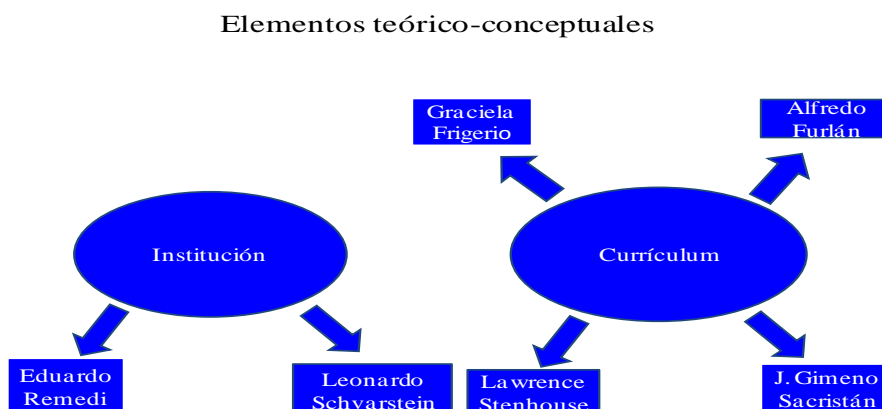 Elementos teórico-conceptuales
Graciela
Frigerio
Alfredo
Furlán
Institución
Currículum
Eduardo
Remedi
Leonardo
Schvarstein
Lawrence
Stenhouse
J. Gimeno
Sacristán